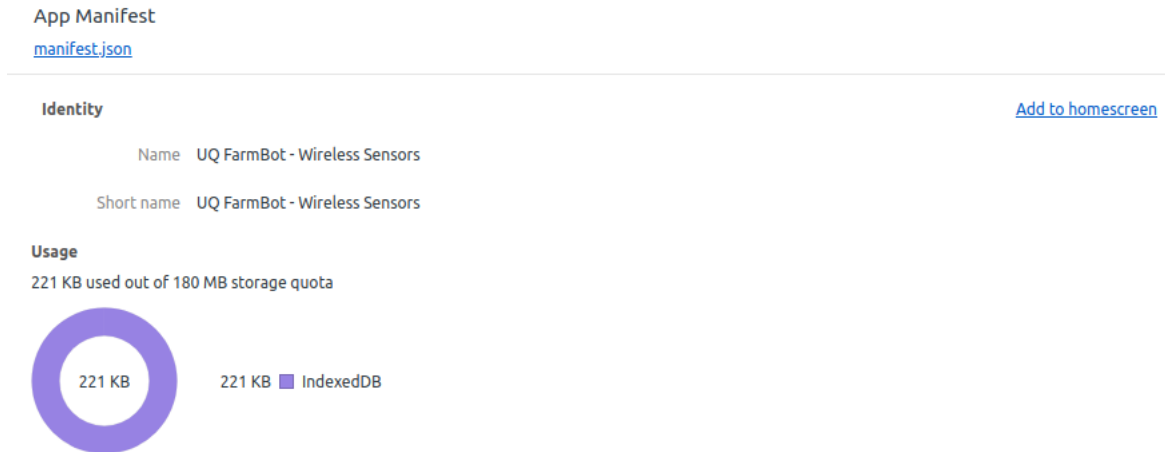 App Manifest
manifest.json
Identity
Add to homescreen
Name UQ FarmBot - Wireless Sensors
Short name UQ FarmBot - Wireless Sensors
Usage
221 KB used out of 180 MB storage quota
221 KB
221 KB IndexedDB